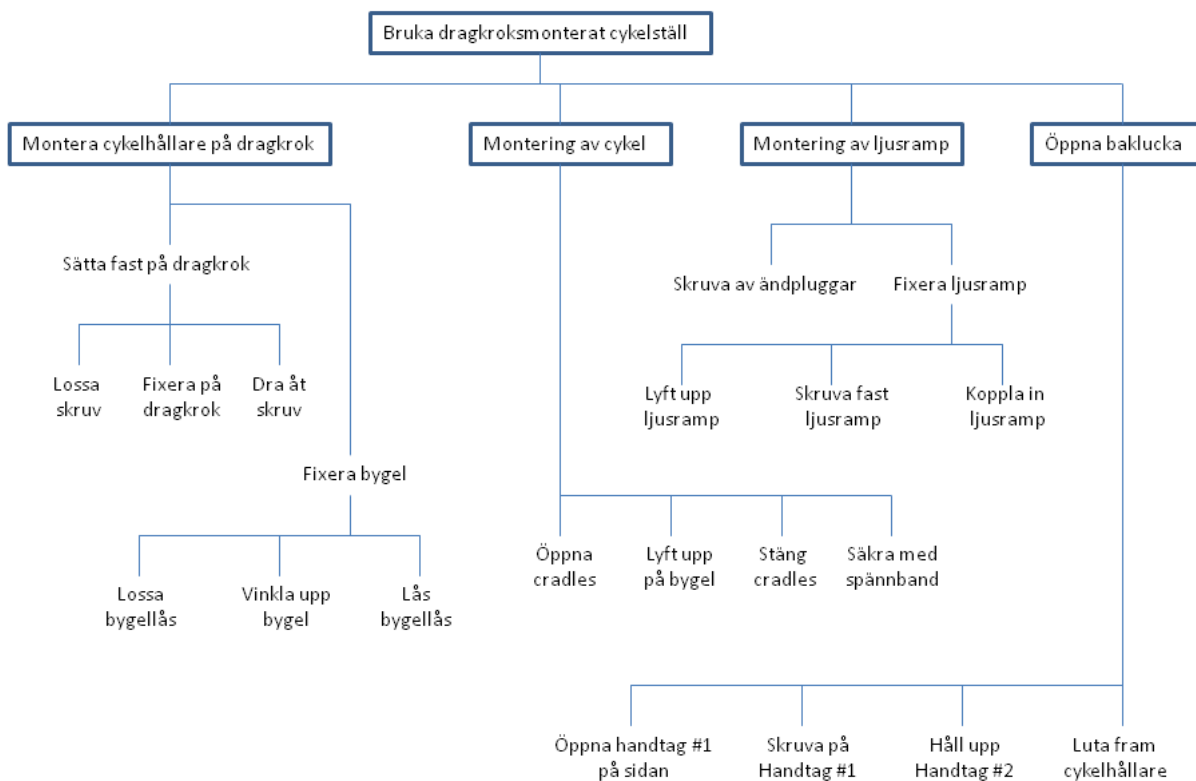 Bruka dragkroksmonterat cykelställ
Montera cykelhållare på dragkrok
Montering av cykel
Montering av ljusramp
Öppna baklucka
Sätta fast på dragkrok
Skruva av ändpluggar
Fixera ljusramp
Lossa
skruv
Fixera på
dragkrok
Dra åt
skruv
Lyft upp
ljusramp
Skruva fast
ljusramp
Koppla in
ljusramp
Fixera bygel
Öppna
cradles
Lyft upp
på bygel
Stäng
cradles
Säkra med
spännband
Lossa
bygellås
Vinkla upp
bygel
Lås
bygellås
Öppna handtag #1
på sidan
Skruva på
Handtag #1
Håll upp
Handtag #2
Luta fram
cykelhållare